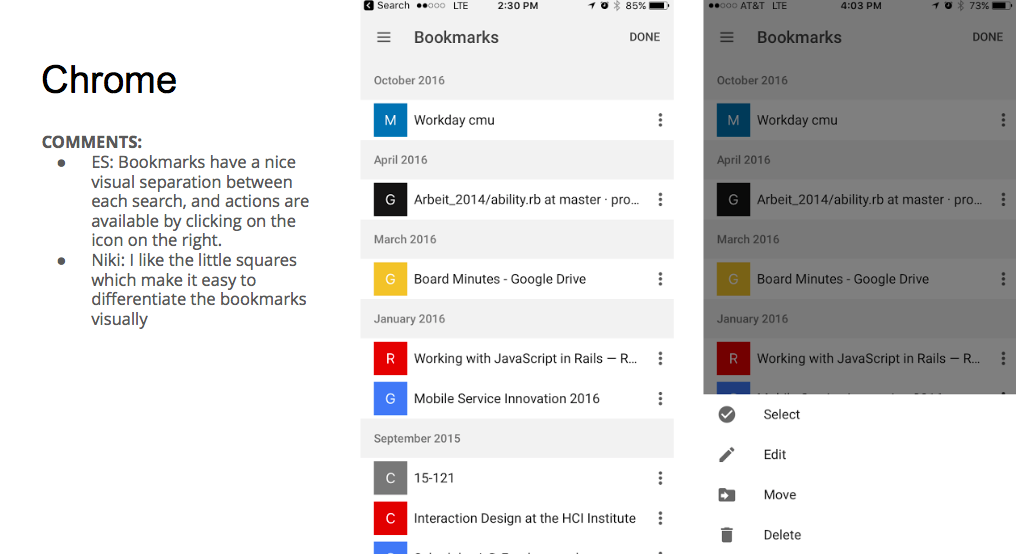 Chrome
COMMENTS:
● ES: Bookmarks have a nice
visual separation between
each search, and actions are
available by clicking on the
icon on the right.
● Niki: I like the little squares
which make it easy to
differentiate the bookmarks
visually
Search LTE 2:30 PM 85%
Bookmarks DONE
October 2016
M Workday cmu
April 2016
G Arbeit_2014/ability.rb at master · pro...
March 2016
G Board Minutes - Google Drive
January 2016
R Working with JavaScript in Rails — R...
G Mobile Service Innovation 2016
September 2015
C 15-121
C Interaction Design at the HCI Institute
AT&T LTE 4:03 PM 73%
Bookmarks DONE
October 2016
M Workday cmu
April 2016
G Arbeit_2014/ability.rb at master · pro...
March 2016
G Board Minutes - Google Drive
January 2016
R Working with JavaScript in Rails — R...
Select
Edit
Move
Delete